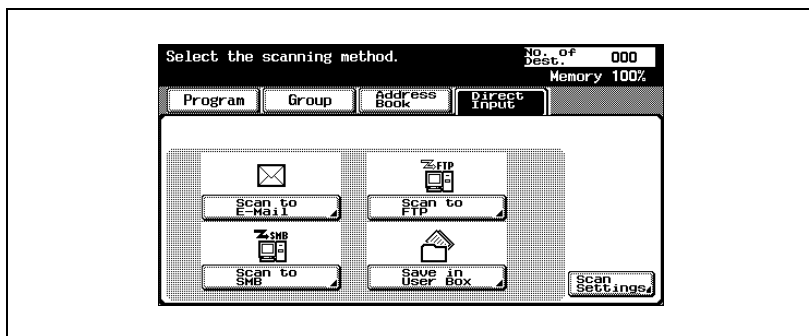 Select the scanning method.
No. of
Dest. 000
Memory 100%
Program Group Address Book Direct Input
FTP
Scan to
E-Mail
Scan to
FTP
SMB
Scan to
SMB
Save in
User Box
Scan
Settings